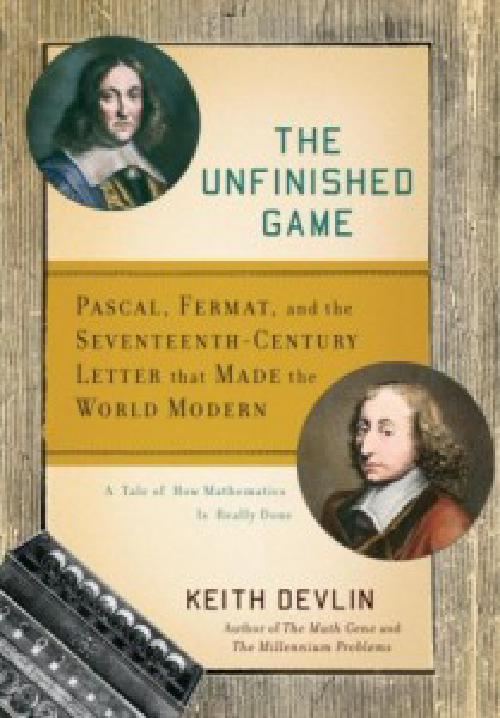 THE
UNFINISHED
GAME
PASCAL, FERMAT, and the
SEVENTEENTH-CENTURY
LETTER that MADE the
WORLD MODERN
A Tale of How Mathematics
Is Really Done
KEITH DEVLIN
Author of The Math Gene and
The Millennium Problems